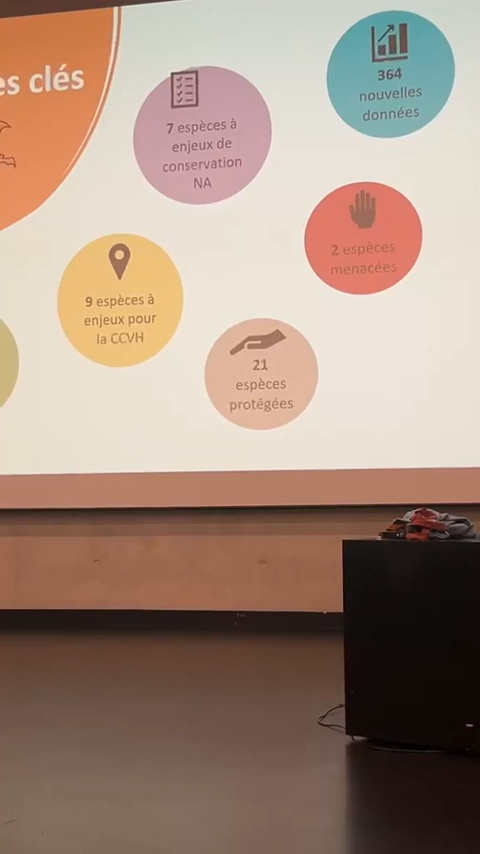 es clés
364
nouvelles
données
7 espèces à
enjeux de
conservation
NA
2 espèces
menacées
9 espèces à
enjeux pour
la CCVH
21
espèces
protégées